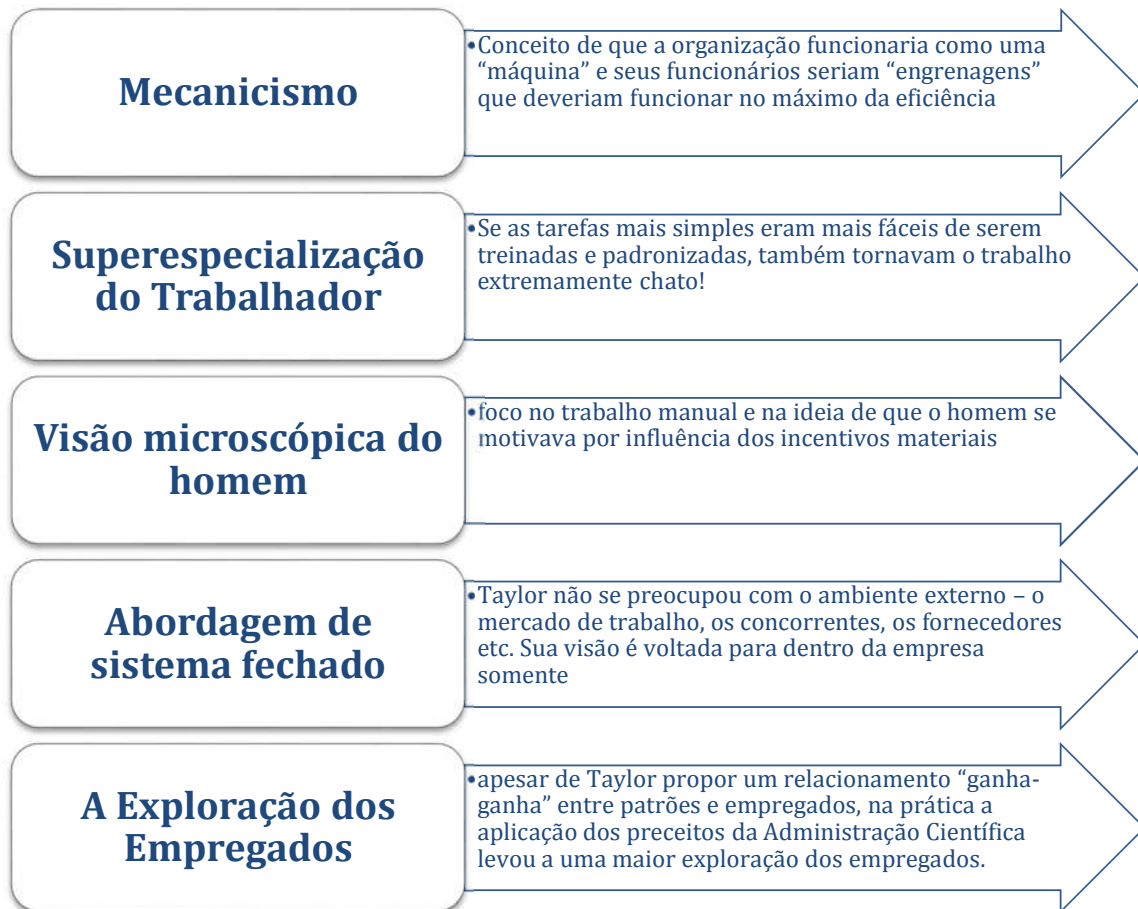 Mecanicismo
•Conceito de que a organização funcionaria como uma
“máquina” e seus funcionários seriam “engrenagens”
que deveriam funcionar no máximo da eficiência
Superespecialização
do Trabalhador
•Se as tarefas mais simples eram mais fáceis de serem
treinadas e padronizadas, também tornavam o trabalho
extremamente chato!
Visão microscópica do
homem
•foco no trabalho manual e na ideia de que o homem se
motivava por influência dos incentivos materiais
Abordagem de
sistema fechado
•Taylor não se preocupou com o ambiente externo – o
mercado de trabalho, os concorrentes, os fornecedores
etc. Sua visão é voltada para dentro da empresa
somente
A Exploração dos
Empregados
•apesar de Taylor propor um relacionamento “ganha-
ganha” entre patrões e empregados, na prática a
aplicação dos preceitos da Administração Científica
levou a uma maior exploração dos empregados.